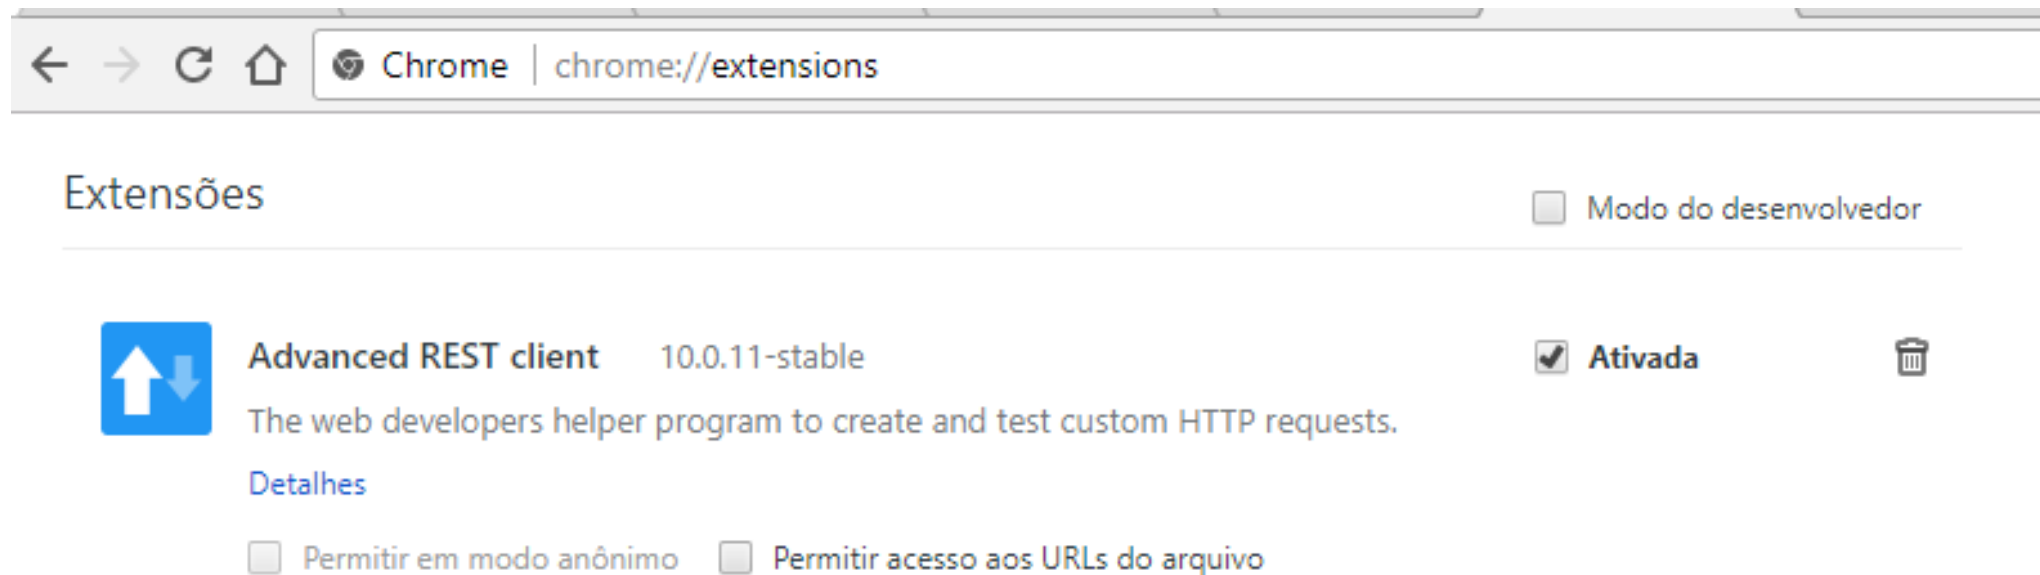 Chrome chrome://extensions
Extensões
Modo do desenvolvedor
Advanced REST client 10.0.11-stable
Ativada
The web developers helper program to create and test custom HTTP requests.
Detalhes
Permitir em modo anônimo
Permitir acesso aos URLs do arquivo